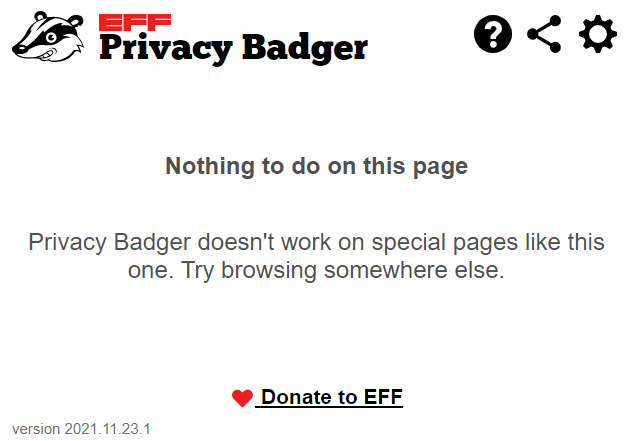 EFF
Privacy Badger
?
Nothing to do on this page
Privacy Badger doesn't work on special pages like this
one. Try browsing somewhere else.
Donate to EFF
version 2021.11.23.1